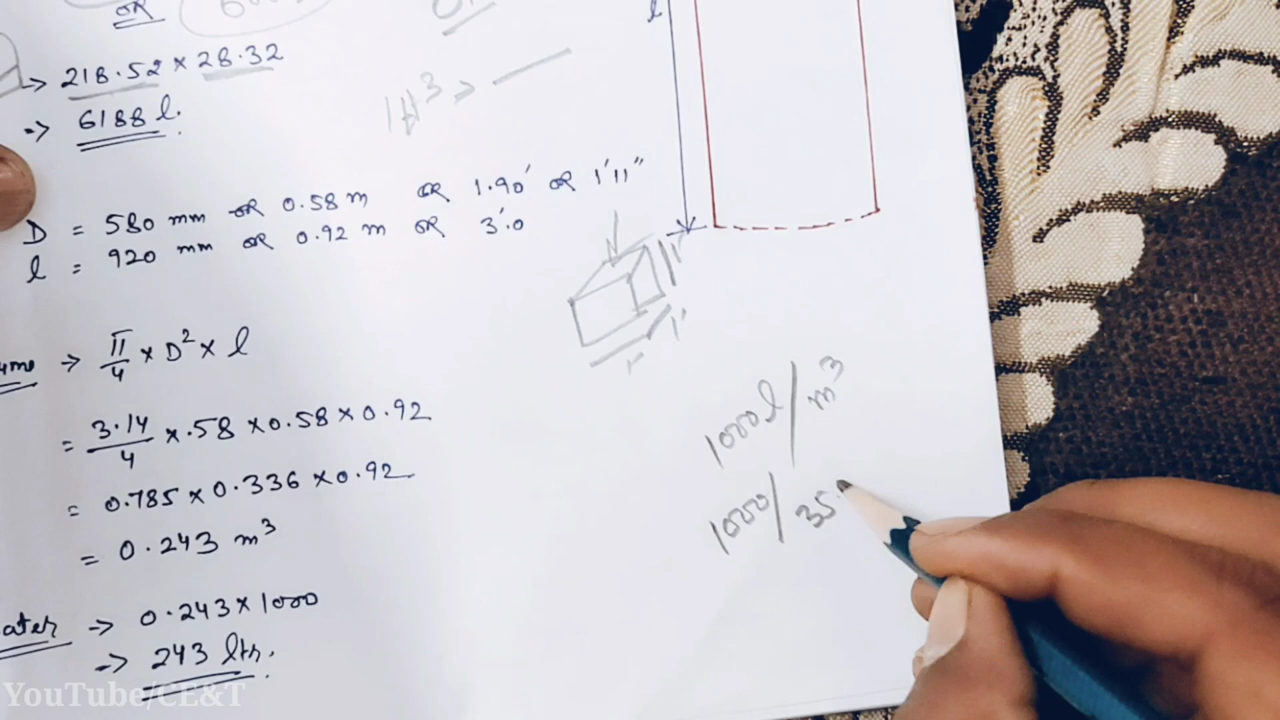 OR
→ 218.52 × 28.32
→ 6188 l.
1ft³ →
l
D = 580 mm OR 0.58 m OR 1.90' OR 1'11"
l = 920 mm OR 0.92 m OR 3'.0
→ π/4 × D² × l
= 3.14/4 × .58 × 0.58 × 0.92
= 0.785 × 0.336 × 0.92
= 0.243 m³
→ 0.243 × 1000
→ 243 ltr.
1'
1'
1'
1000 l / m³
1000 / 35.
YouTube/CE&T